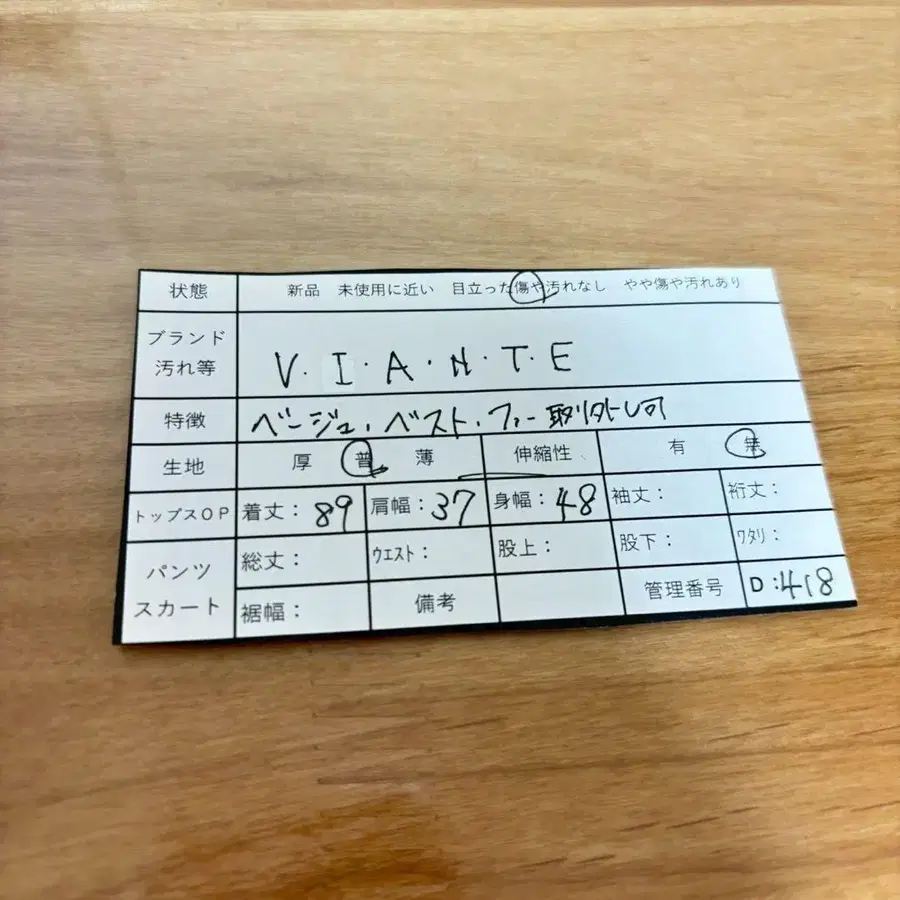 状態 新品 未使用に近い 目立った傷や汚れなし やや傷や汚れあり
ブランド
汚れ等 V・I・A・N・T・E
特徴 ベージュ・ベスト・ファー取り外し可
生地 厚 普 薄 伸縮性 有 無
トップスOP 着丈：89 肩幅：37 身幅：48 袖丈： 裄丈：
パンツ
スカート
総丈： ウエスト： 股上： 股下： ワタリ：
裾幅： 備考 管理番号 D：418